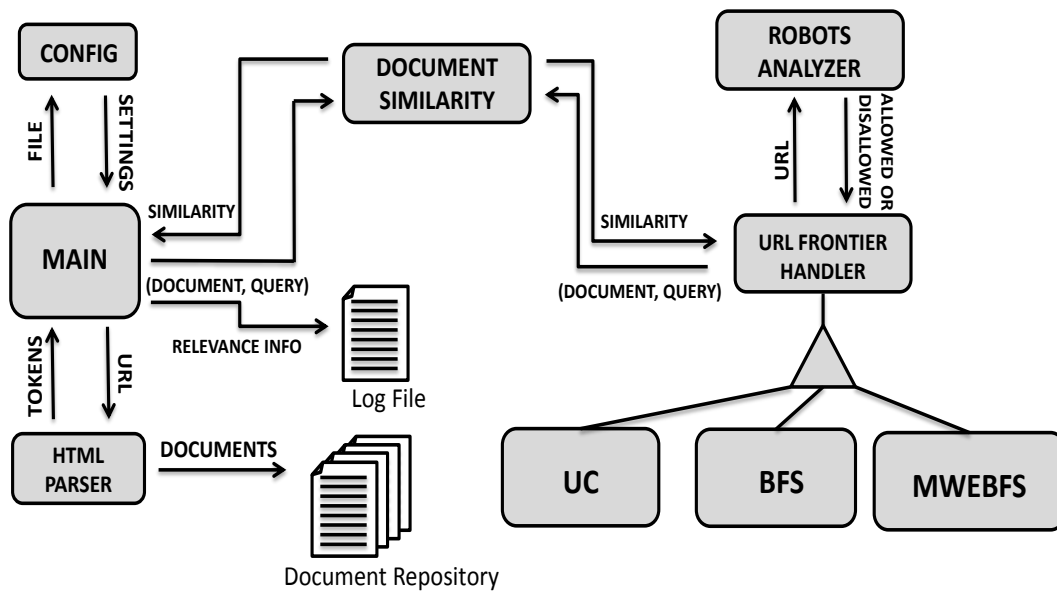 CONFIG
FILE
SETTINGS
MAIN
TOKENS
URL
HTML
PARSER
DOCUMENTS
Document Repository
SIMILARITY
(DOCUMENT, QUERY)
RELEVANCE INFO
Log File
DOCUMENT
SIMILARITY
SIMILARITY
(DOCUMENT, QUERY)
ROBOTS
ANALYZER
URL
ALLOWED OR
DISALLOWED
URL FRONTIER
HANDLER
UC
BFS
MWEBFS